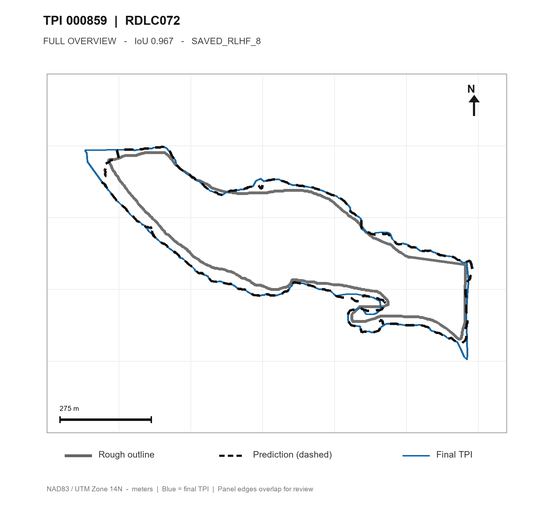 TPI 000859 | RDLC072
FULL OVERVIEW - IoU 0.967 - SAVED_RLHF_8
N
275 m
Rough outline Prediction (dashed) Final TPI
NAD83 / UTM Zone 14N - meters | Blue = final TPI | Panel edges overlap for review